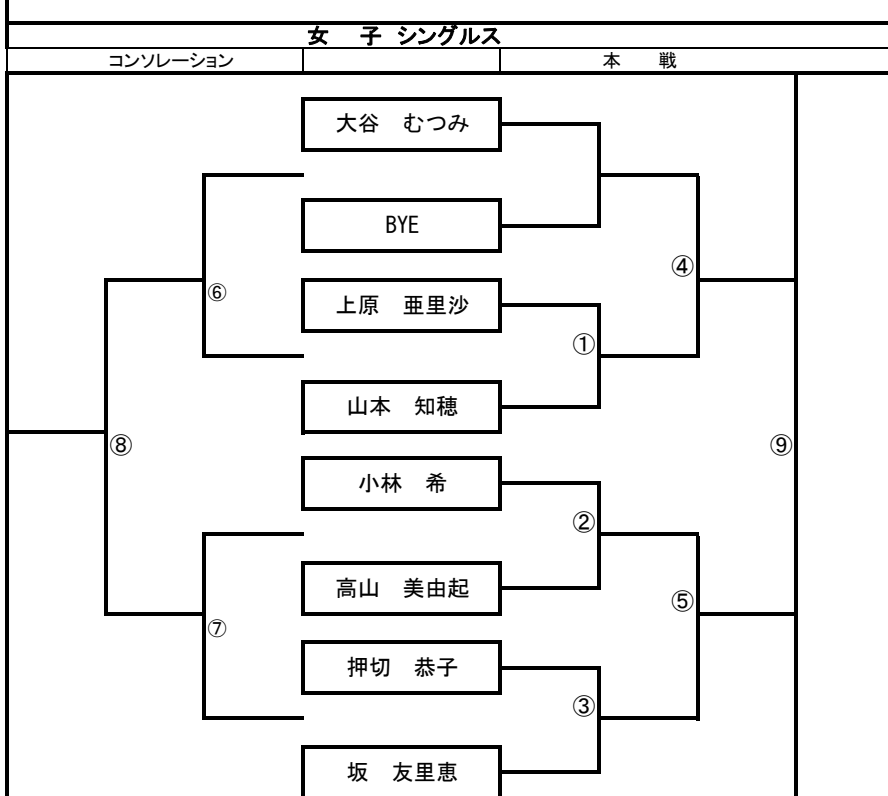 女　子 シングルス
コンソレーション 本　戦
大谷　むつみ
BYE
④
⑥
上原　亜里沙
①
山本　知穂
⑧ ⑨
小林　希
②
高山　美由起
⑤
⑦
押切　恭子
③
坂　友里恵